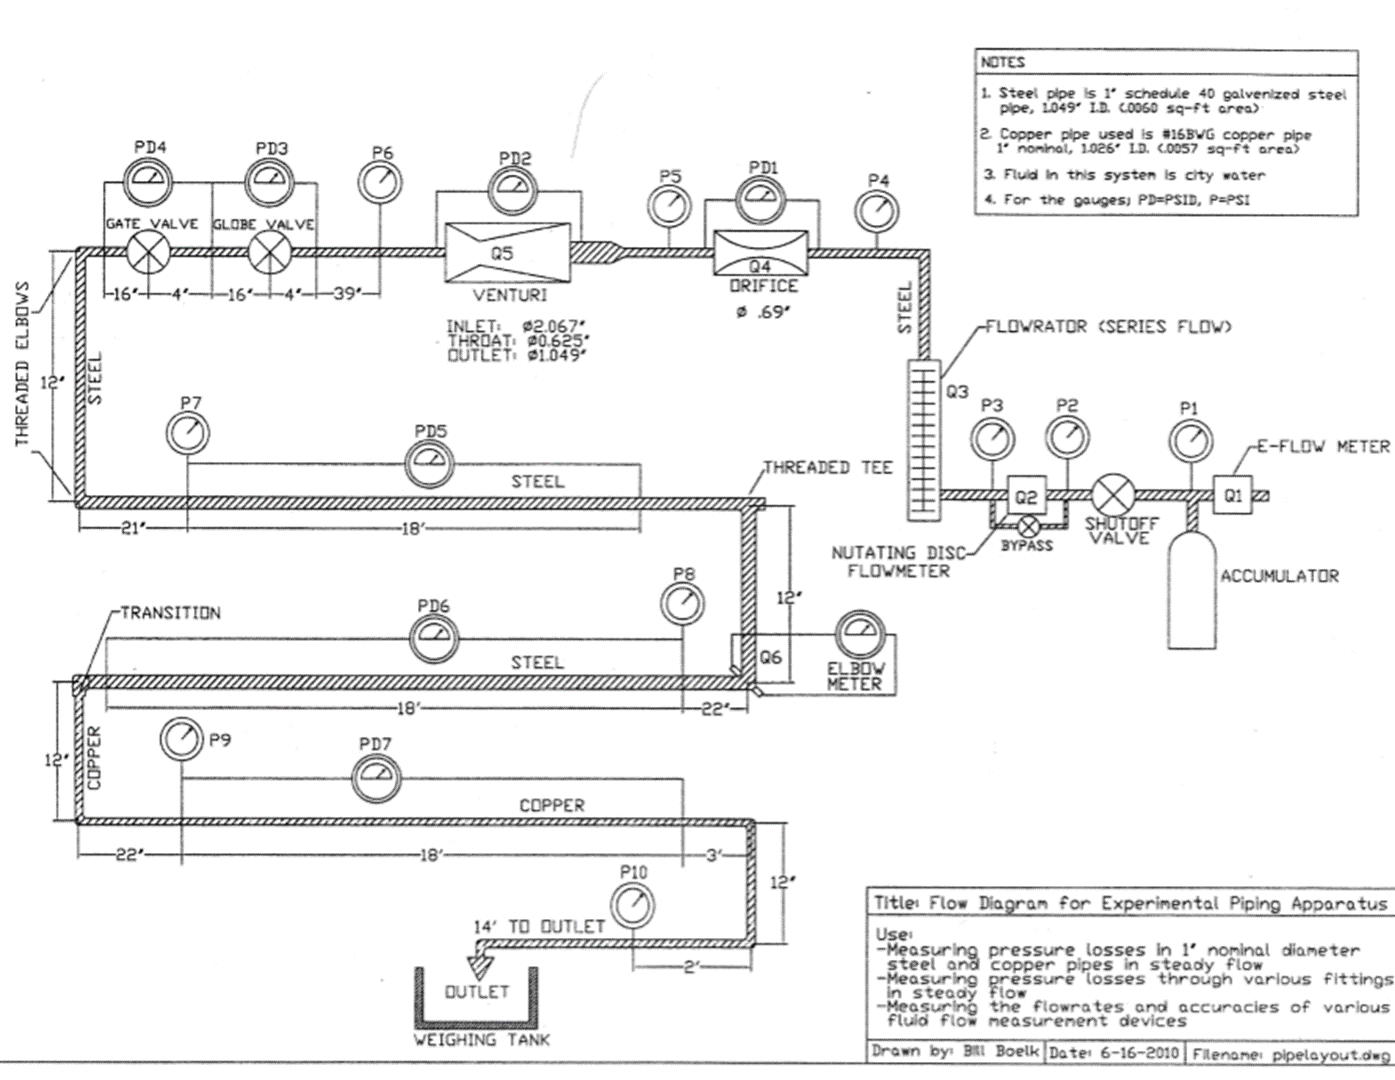 NOTES
1. Steel pipe is 1" schedule 40 galvenized steel
pipe, 1.049" I.D. (.0060 sq-ft area)
2. Copper pipe used is #16BWG copper pipe
1" nominal, 1.026" I.D. (.0057 sq-ft area)
3. Fluid in this system is city water
4. For the gauges; PD=PSID, P=PSI
PD4
PD3
P6
PD2
P5
PD1
P4
GATE VALVE
GLOBE VALVE
Q5
Q4
16"
4"
16"
4"
39"
VENTURI
ORIFICE
Ø .69"
INLET: Ø2.067"
THROAT: Ø0.625"
OUTLET: Ø1.049"
THREADED ELBOWS
12"
STEEL
STEEL
FLOWRATOR (SERIES FLOW)
Q3
P7
PD5
STEEL
THREADED TEE
P3
P2
P1
E-FLOW METER
Q2
Q1
21"
18'
SHUTOFF
VALVE
BYPASS
NUTATING DISC
FLOWMETER
ACCUMULATOR
TRANSITION
PD6
P8
12"
STEEL
Q6
ELBOW
METER
18'
22"
P9
PD7
12"
COPPER
COPPER
22"
18'
3'
12"
P10
14' TO OUTLET
2'
OUTLET
WEIGHING TANK
Title: Flow Diagram for Experimental Piping Apparatus
Use:
-Measuring pressure losses in 1" nominal diameter
steel and copper pipes in steady flow
-Measuring pressure losses through various fittings
in steady flow
-Measuring the flowrates and accuracies of various
fluid flow measurement devices
Drawn by: Bill Boelk
Date: 6-16-2010
Filename: pipelayout.dwg